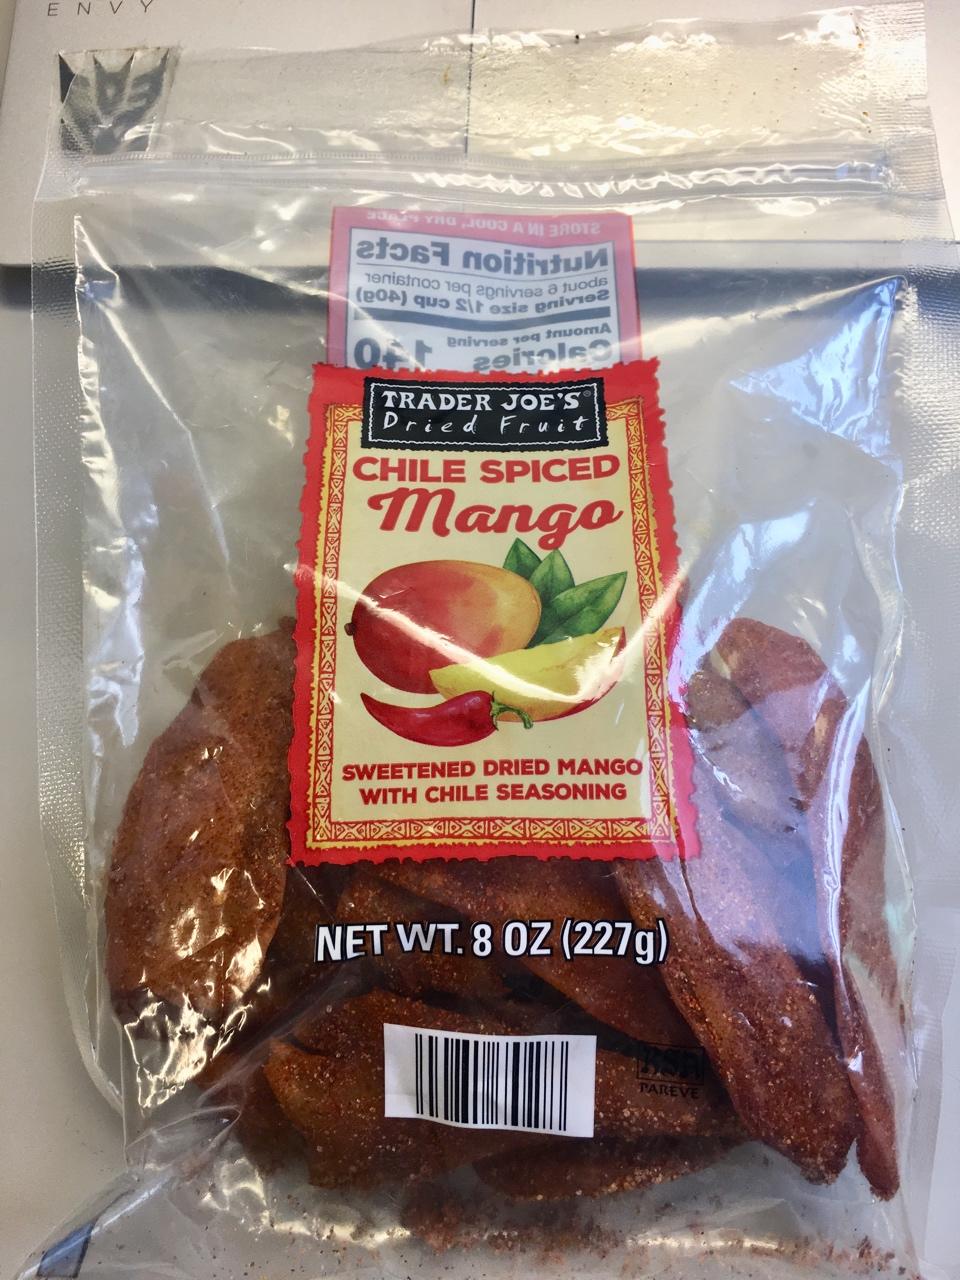 ENVY
STORE IN A COOL, DRY PLACE
Nutrition Facts
about 6 servings per container
Serving size 1/2 cup (40g)
Amount per serving
Calories 140
TRADER JOE'S®
Dried Fruit
CHILE SPICED
Mango
SWEETENED DRIED MANGO
WITH CHILE SEASONING
NET WT. 8 OZ (227g)
KSA
PAREVE